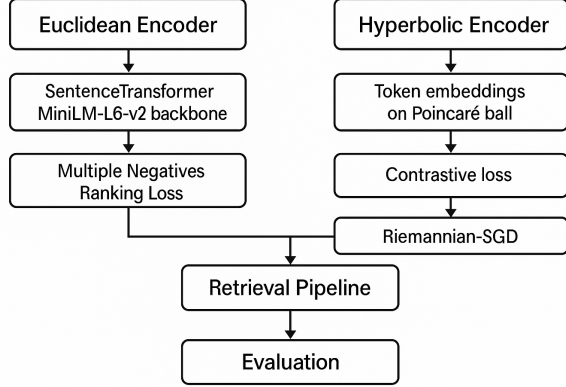 Euclidean Encoder
SentenceTransformer
MiniLM-L6-v2 backbone
Multiple Negatives
Ranking Loss
Hyperbolic Encoder
Token embeddings
on Poincaré ball
Contrastive loss
Riemannian-SGD
Retrieval Pipeline
Evaluation